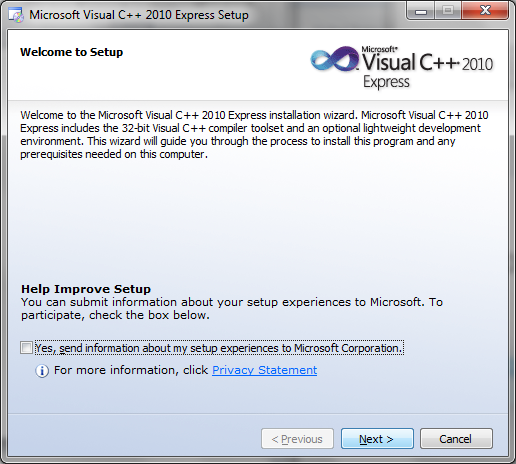 Microsoft Visual C++ 2010 Express Setup
Welcome to Setup
Microsoft®
Visual C++ 2010
Express
Welcome to the Microsoft Visual C++ 2010 Express installation wizard. Microsoft Visual C++ 2010
Express includes the 32-bit Visual C++ compiler toolset and an optional lightweight development
environment. This wizard will guide you through the process to install this program and any
prerequisites needed on this computer.
Help Improve Setup
You can submit information about your setup experiences to Microsoft. To
participate, check the box below.
Yes, send information about my setup experiences to Microsoft Corporation.
For more information, click Privacy Statement
< Previous Next > Cancel